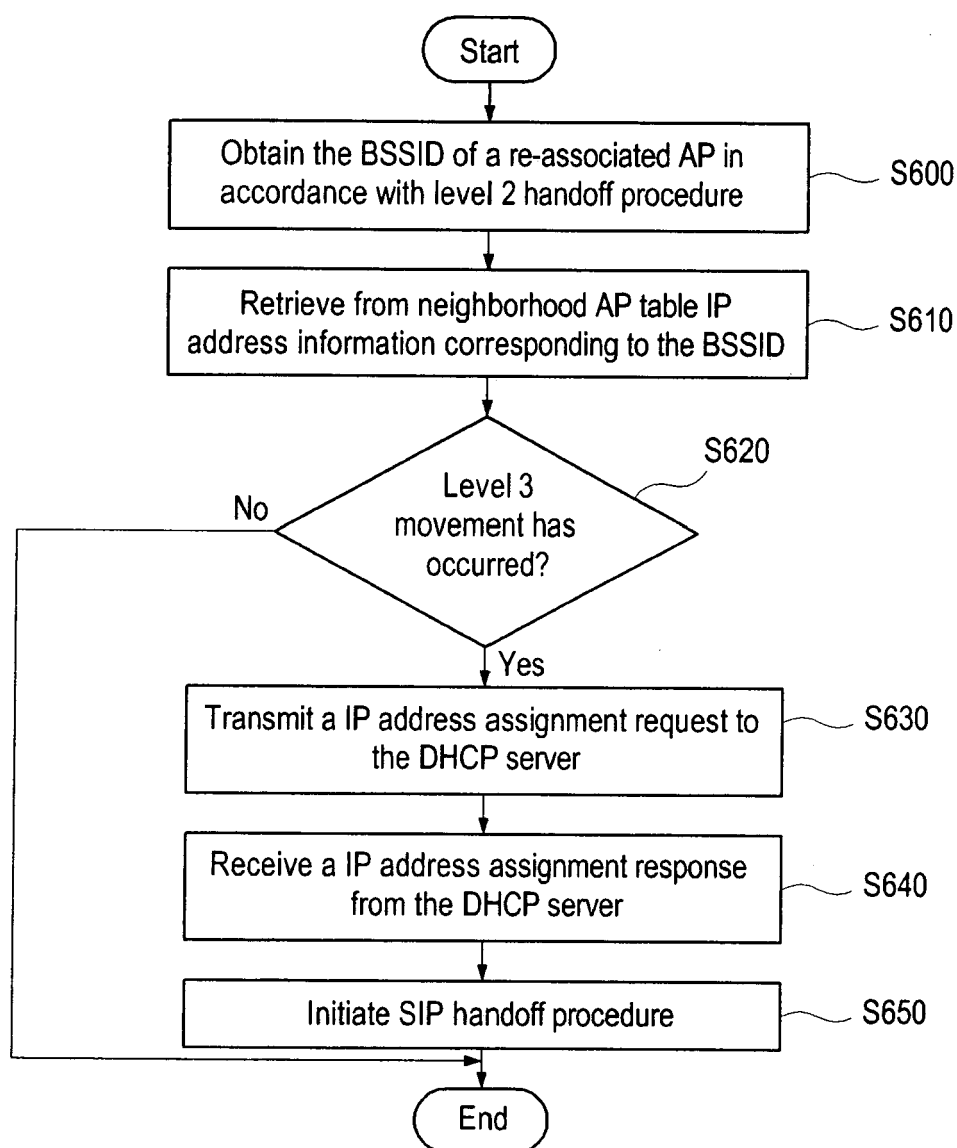 Start
Obtain the BSSID of a re-associated AP in
accordance with level 2 handoff procedure
S600
Retrieve from neighborhood AP table IP
address information corresponding to the BSSID
S610
Level 3
movement has
occurred?
S620
No
Yes
Transmit a IP address assignment request to
the DHCP server
S630
Receive a IP address assignment response
from the DHCP server
S640
Initiate SIP handoff procedure
S650
End